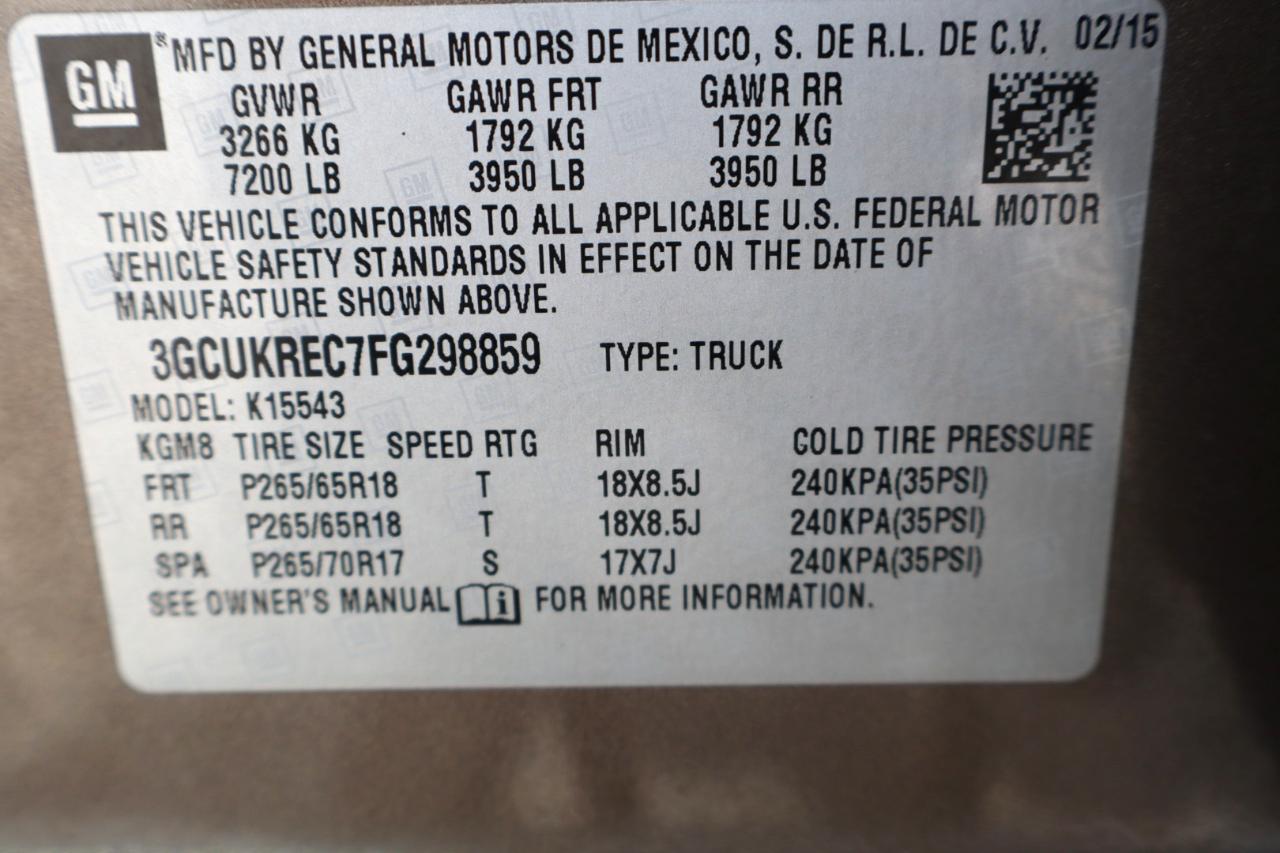 GM ® MFD BY GENERAL MOTORS DE MEXICO, S. DE R.L. DE C.V. 02/15
GVWR GAWR FRT GAWR RR
3266 KG 1792 KG 1792 KG
7200 LB 3950 LB 3950 LB
THIS VEHICLE CONFORMS TO ALL APPLICABLE U.S. FEDERAL MOTOR
VEHICLE SAFETY STANDARDS IN EFFECT ON THE DATE OF
MANUFACTURE SHOWN ABOVE.
3GCUKREC7FG298859 TYPE: TRUCK
MODEL: K15543
KGM8 TIRE SIZE SPEED RTG RIM COLD TIRE PRESSURE
FRT P265/65R18 T 18X8.5J 240KPA(35PSI)
RR P265/65R18 T 18X8.5J 240KPA(35PSI)
SPA P265/70R17 S 17X7J 240KPA(35PSI)
SEE OWNER'S MANUAL i FOR MORE INFORMATION.